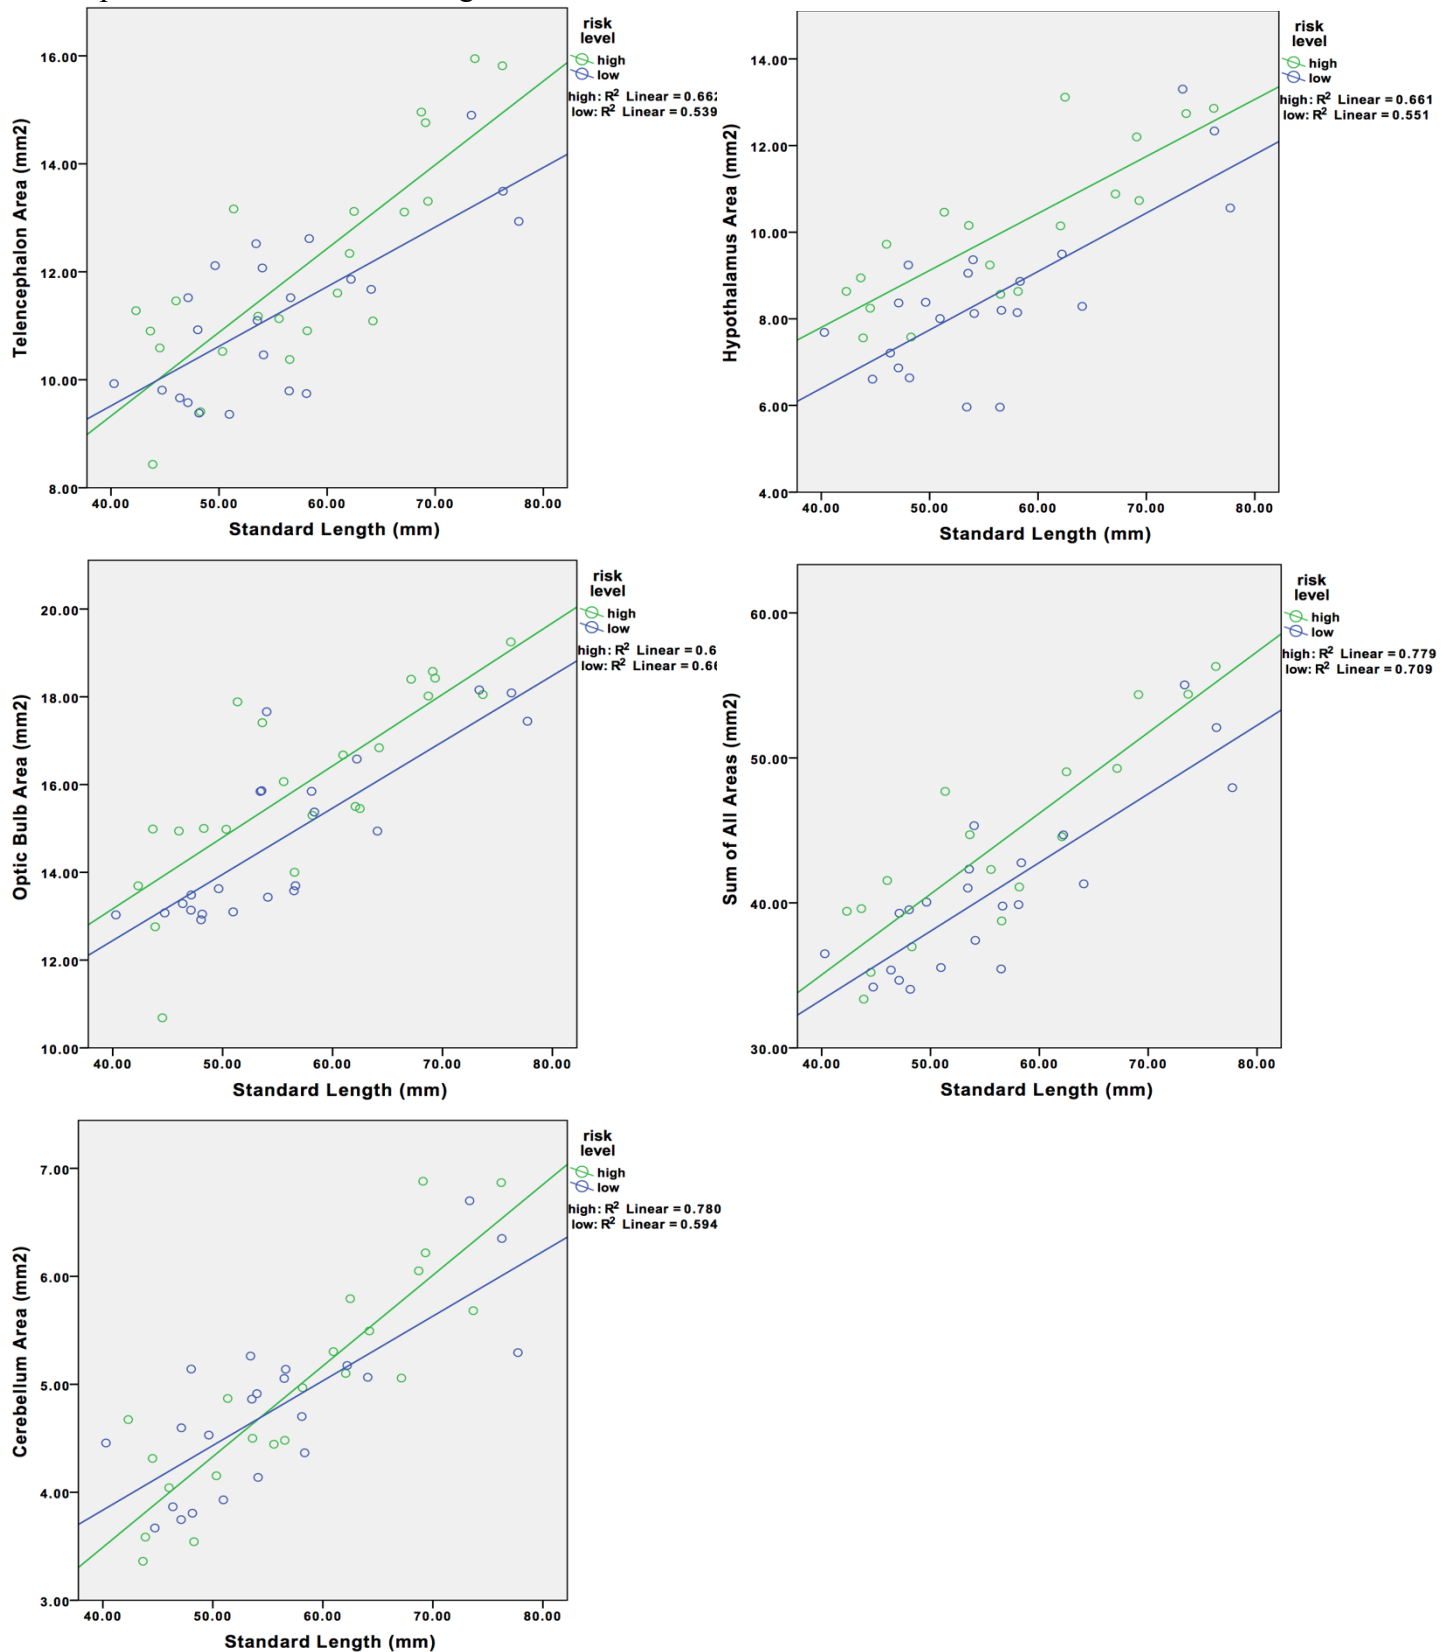 risk
level
high
low
high: R² Linear = 0.662
low: R² Linear = 0.539
16.00
14.00
12.00
10.00
8.00
Telencephalon Area (mm2)
40.00 50.00 60.00 70.00 80.00
Standard Length (mm)
risk
level
high
low
high: R² Linear = 0.661
low: R² Linear = 0.551
14.00
12.00
10.00
8.00
6.00
4.00
Hypothalamus Area (mm2)
40.00 50.00 60.00 70.00 80.00
Standard Length (mm)
risk
level
high
low
high: R² Linear = 0.6
low: R² Linear = 0.6
20.00
18.00
16.00
14.00
12.00
10.00
Optic Bulb Area (mm2)
40.00 50.00 60.00 70.00 80.00
Standard Length (mm)
risk
level
high
low
high: R² Linear = 0.779
low: R² Linear = 0.709
60.00
50.00
40.00
30.00
Sum of All Areas (mm2)
40.00 50.00 60.00 70.00 80.00
Standard Length (mm)
risk
level
high
low
high: R² Linear = 0.780
low: R² Linear = 0.594
7.00
6.00
5.00
4.00
3.00
Cerebellum Area (mm2)
40.00 50.00 60.00 70.00 80.00
Standard Length (mm)